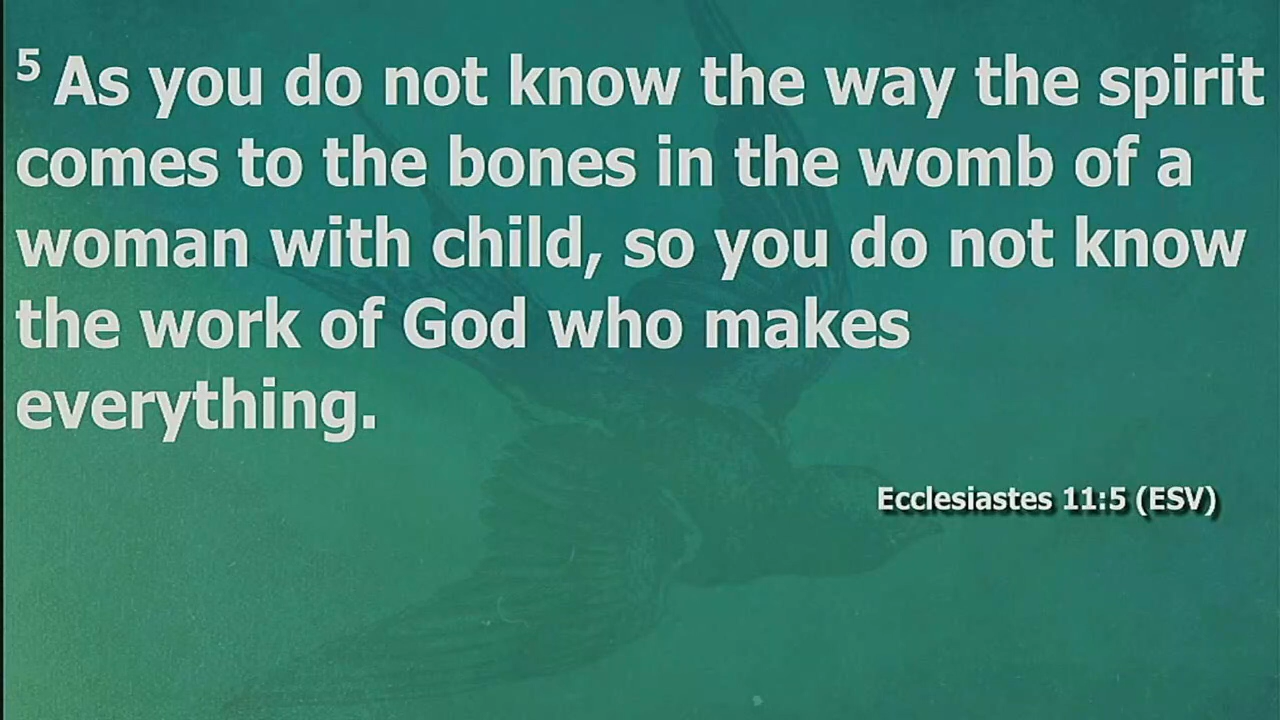 5 As you do not know the way the spirit
comes to the bones in the womb of a
woman with child, so you do not know
the work of God who makes
everything.
Ecclesiastes 11:5 (ESV)